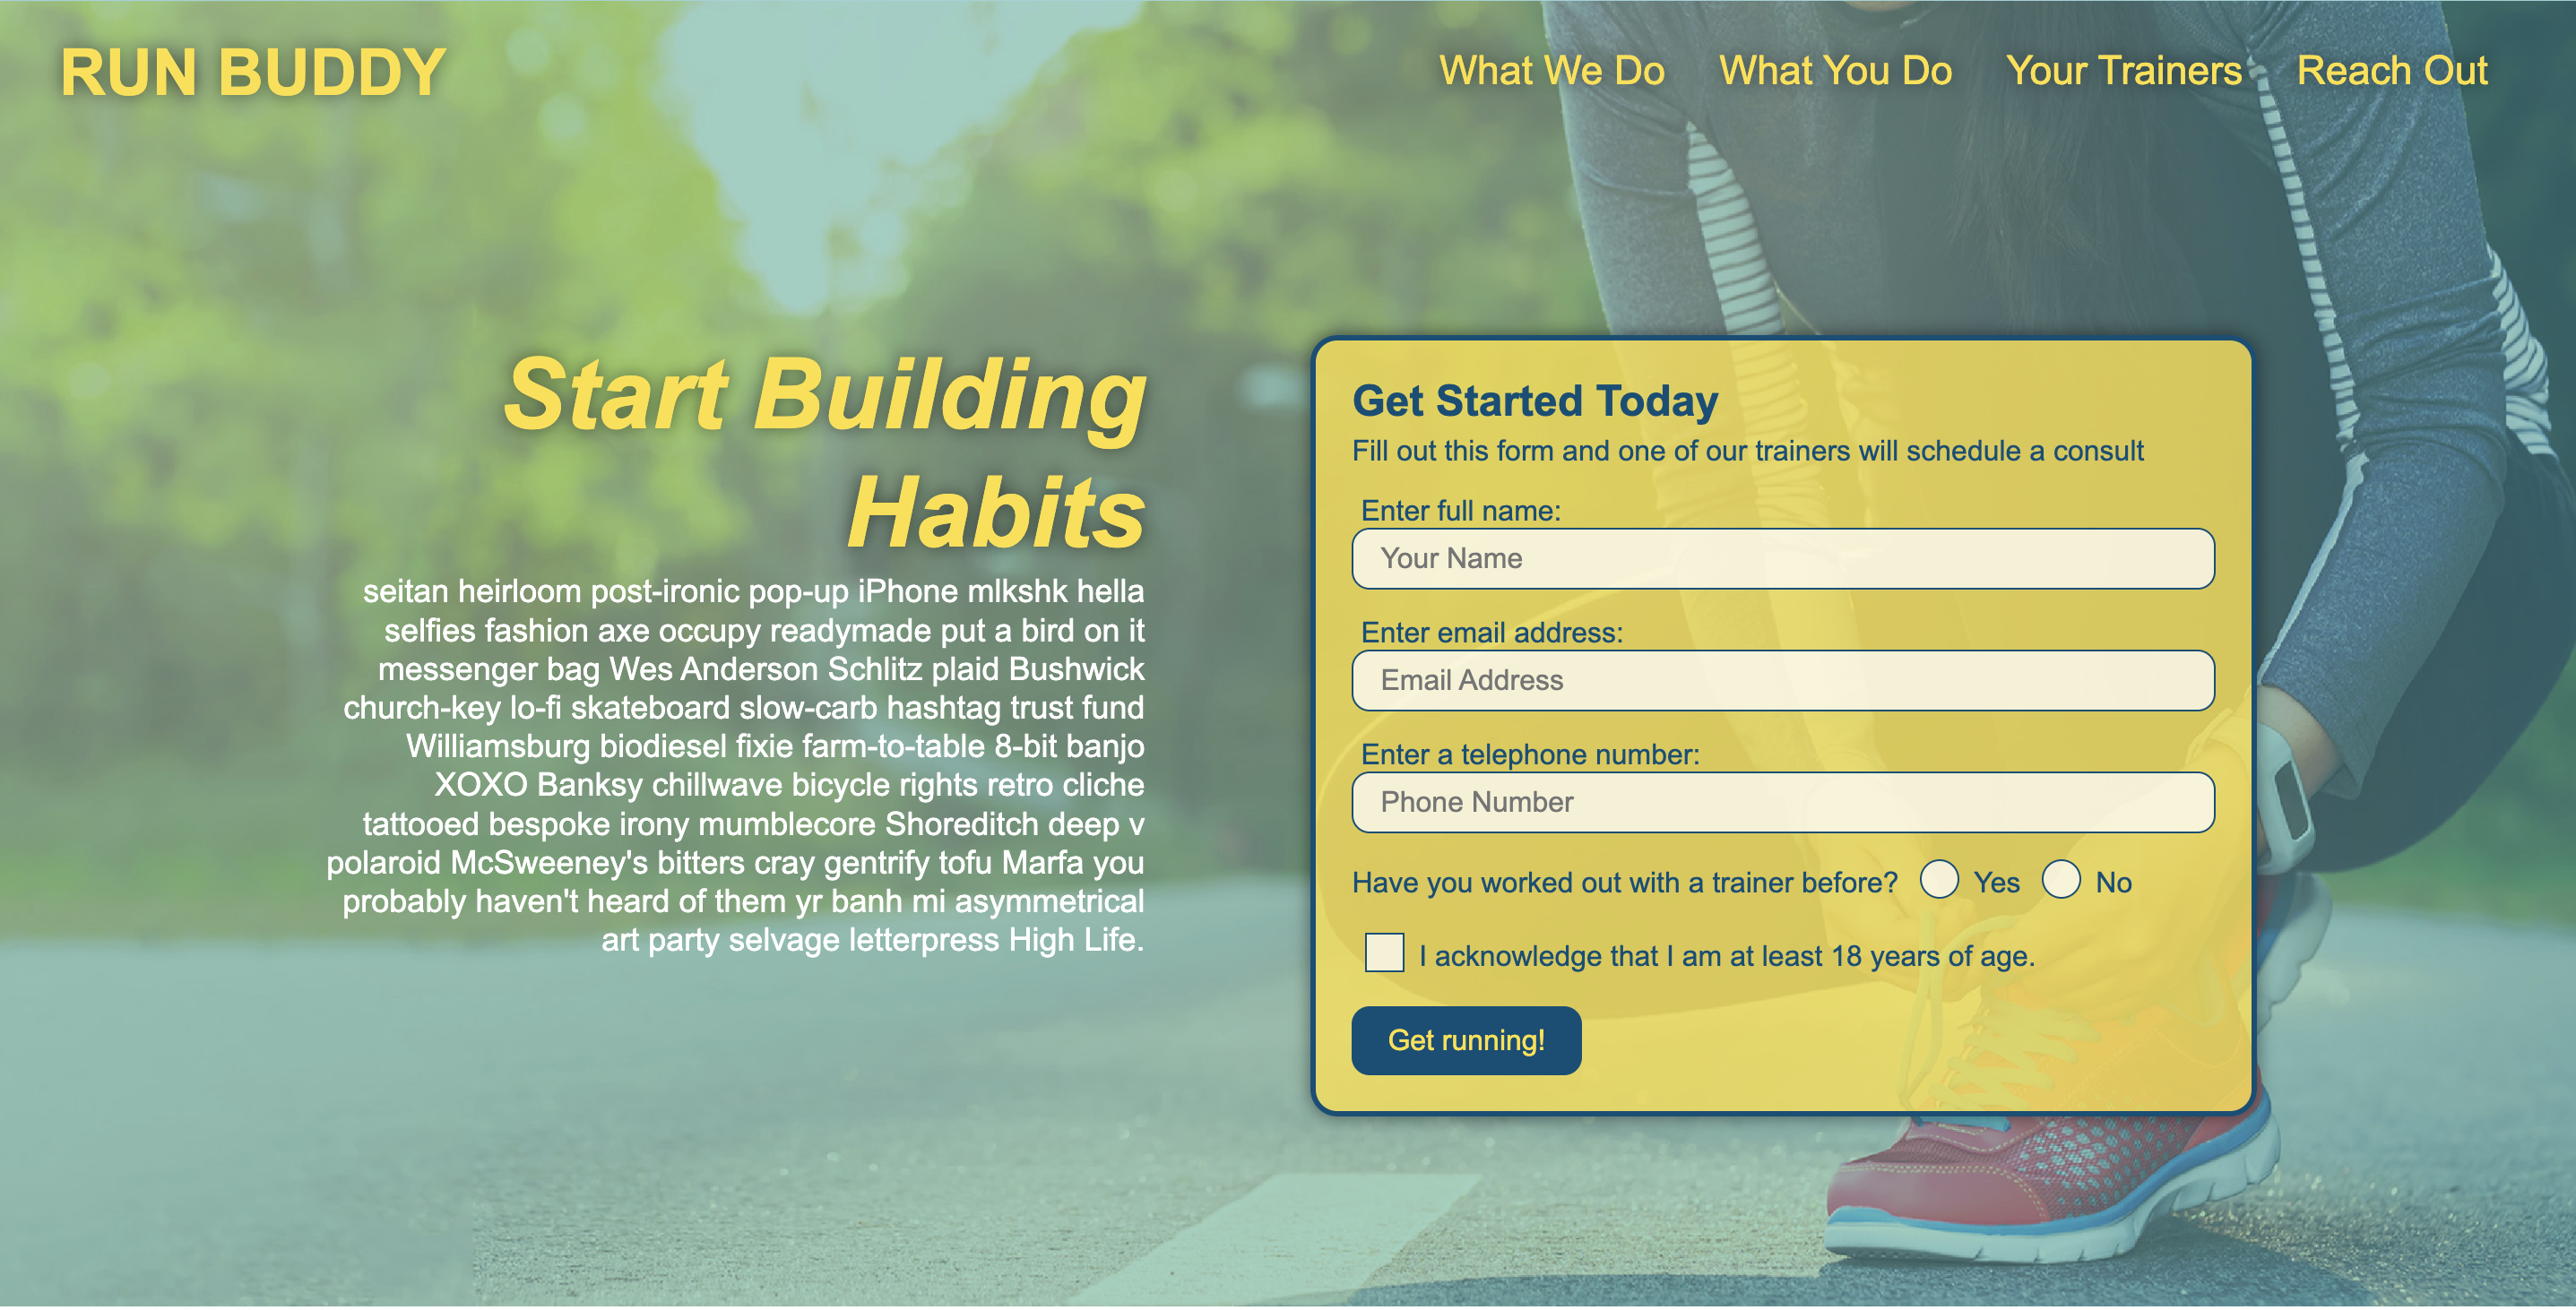 RUN BUDDY
What We Do What You Do Your Trainers Reach Out
Start Building
Habits
seitan heirloom post-ironic pop-up iPhone mlkshk hella
selfies fashion axe occupy readymade put a bird on it
messenger bag Wes Anderson Schlitz plaid Bushwick
church-key lo-fi skateboard slow-carb hashtag trust fund
Williamsburg biodiesel fixie farm-to-table 8-bit banjo
XOXO Banksy chillwave bicycle rights retro cliche
tattooed bespoke irony mumblecore Shoreditch deep v
polaroid McSweeney's bitters cray gentrify tofu Marfa you
probably haven't heard of them yr banh mi asymmetrical
art party selvage letterpress High Life.
Get Started Today
Fill out this form and one of our trainers will schedule a consult
Enter full name:
Your Name
Enter email address:
Email Address
Enter a telephone number:
Phone Number
Have you worked out with a trainer before? Yes No
I acknowledge that I am at least 18 years of age.
Get running!